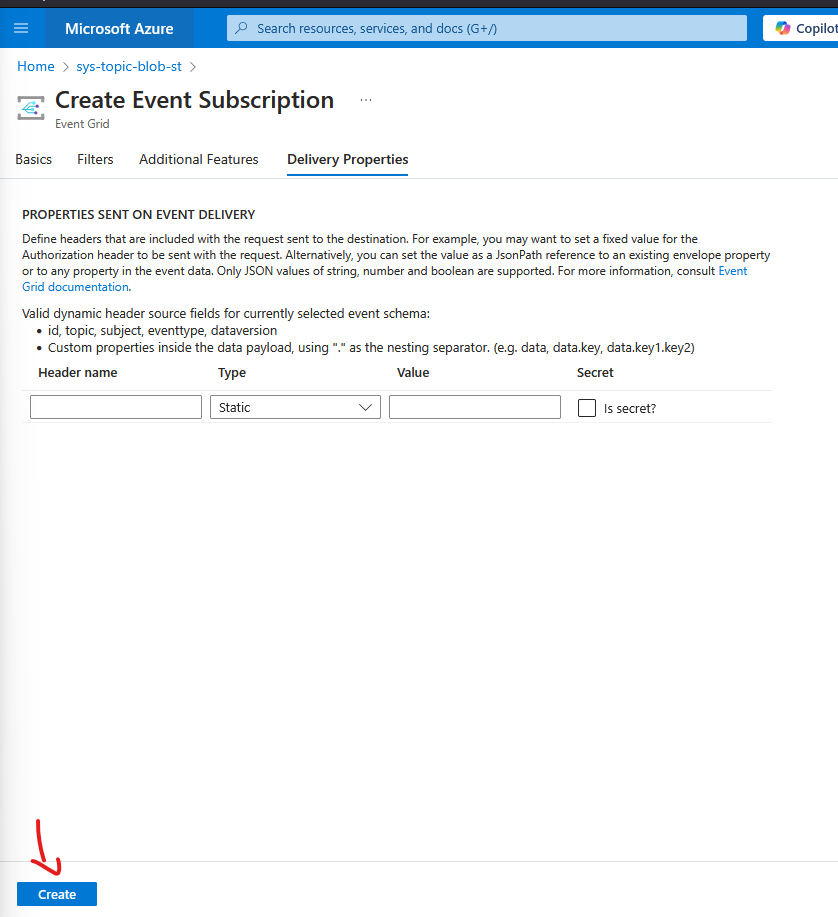 Microsoft Azure
Search resources, services, and docs (G+/)
Copilot
Home > sys-topic-blob-st >
Create Event Subscription ...
Event Grid
Basics Filters Additional Features Delivery Properties
PROPERTIES SENT ON EVENT DELIVERY
Define headers that are included with the request sent to the destination. For example, you may want to set a fixed value for the
Authorization header to be sent with the request. Alternatively, you can set the value as a JsonPath reference to an existing envelope property
or to any property in the event data. Only JSON values of string, number and boolean are supported. For more information, consult Event
Grid documentation.
Valid dynamic header source fields for currently selected event schema:
• id, topic, subject, eventtype, dataversion
• Custom properties inside the data payload, using "." as the nesting separator. (e.g. data, data.key, data.key1.key2)
Header name Type Value Secret
Static Is secret?
Create